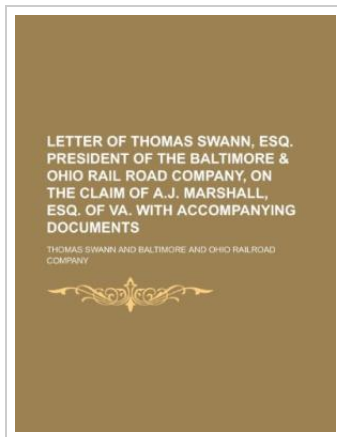 LETTER OF THOMAS SWANN, ESQ.
PRESIDENT OF THE BALTIMORE &
OHIO RAIL ROAD COMPANY, ON
THE CLAIM OF A.J. MARSHALL,
ESQ. OF VA. WITH ACCOMPANYING
DOCUMENTS
THOMAS SWANN AND BALTIMORE AND OHIO RAILROAD
COMPANY